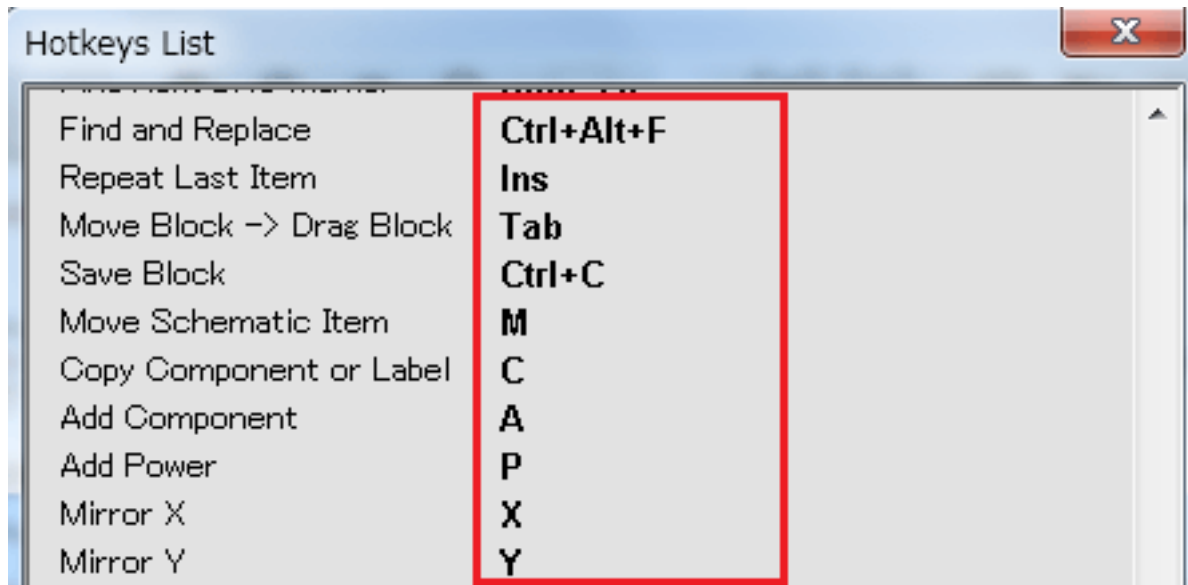 Hotkeys List
Find and Replace Ctrl+Alt+F
Repeat Last Item Ins
Move Block -> Drag Block Tab
Save Block Ctrl+C
Move Schematic Item M
Copy Component or Label C
Add Component A
Add Power P
Mirror X X
Mirror Y Y